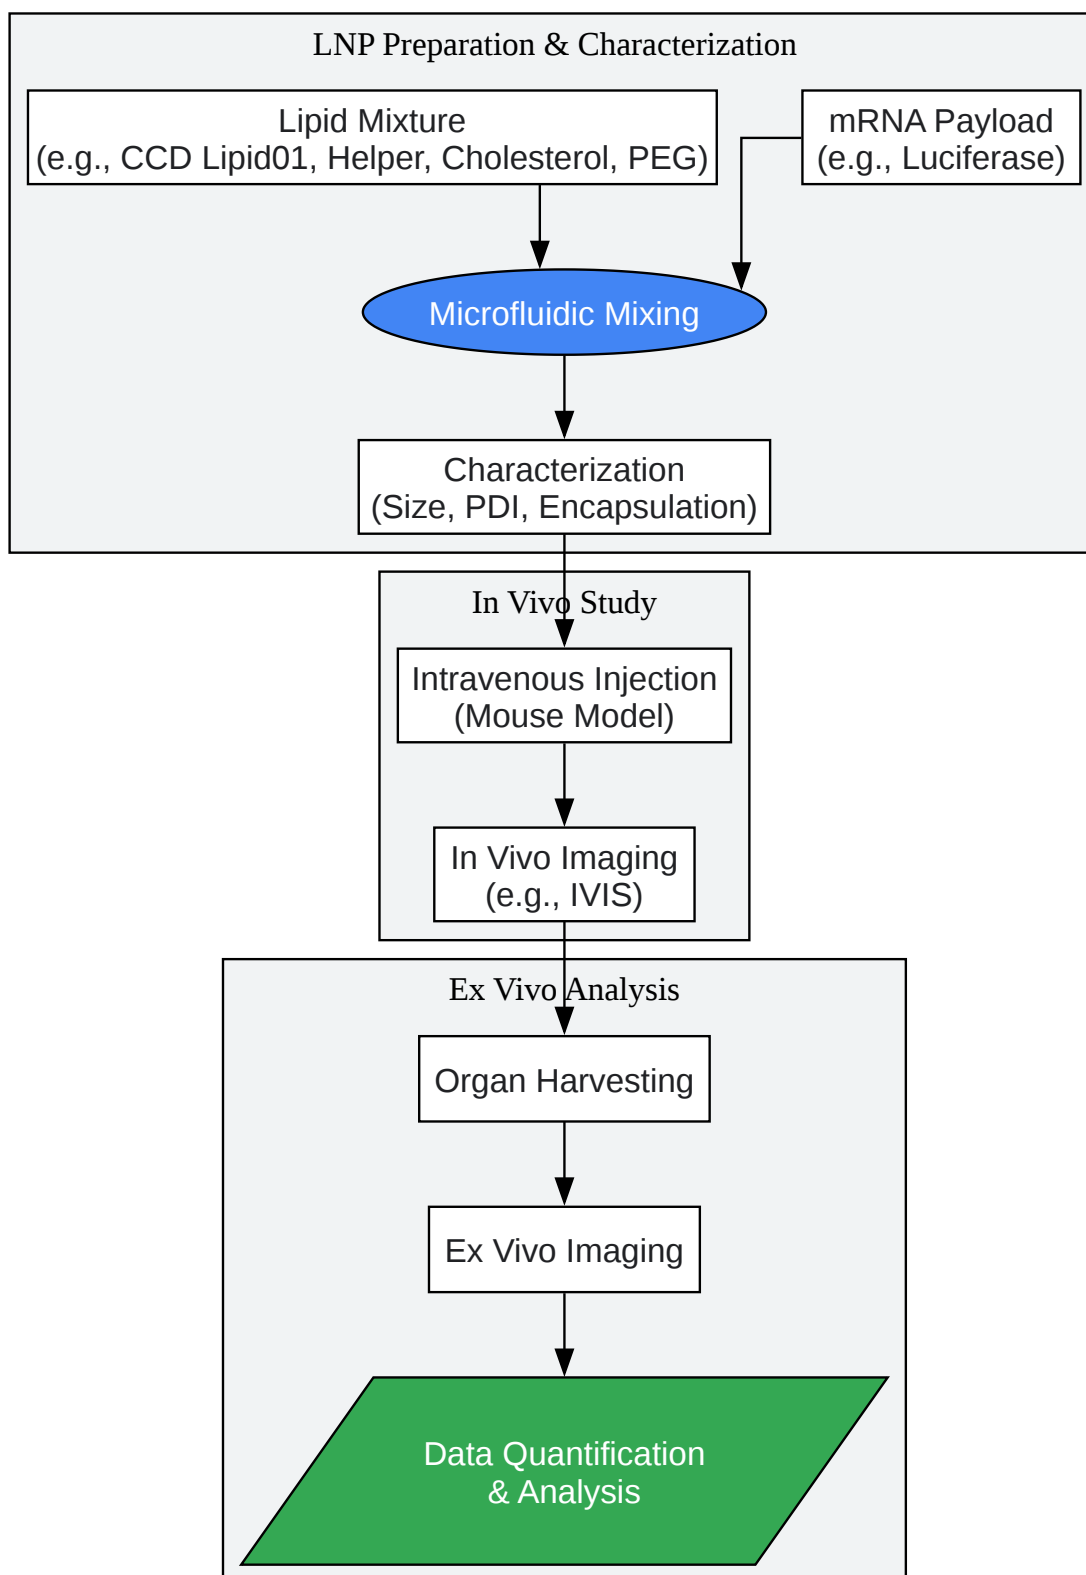 LNP Preparation & Characterization
Lipid Mixture
(e.g., CCD Lipid01, Helper, Cholesterol, PEG)
mRNA Payload
(e.g., Luciferase)
Microfluidic Mixing
Characterization
(Size, PDI, Encapsulation)
In Vivo Study
Intravenous Injection
(Mouse Model)
In Vivo Imaging
(e.g., IVIS)
Ex Vivo Analysis
Organ Harvesting
Ex Vivo Imaging
Data Quantification
& Analysis